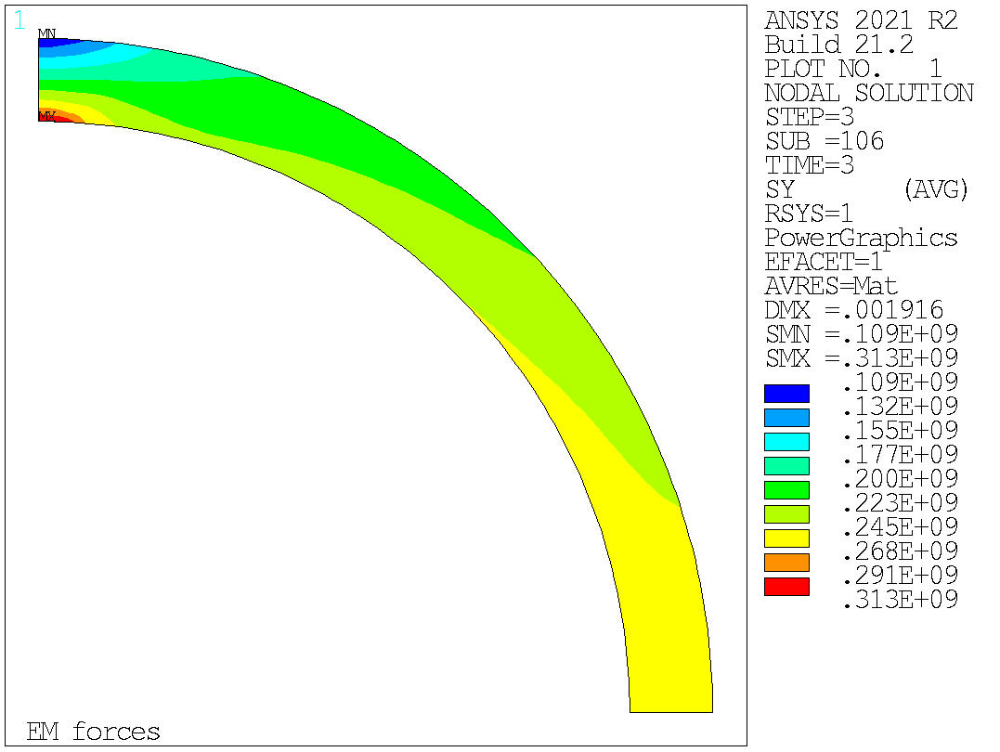 1
MN
MX
EM forces
ANSYS 2021 R2
Build 21.2
PLOT NO. 1
NODAL SOLUTION
STEP=3
SUB =106
TIME=3
SY (AVG)
RSYS=1
PowerGraphics
EFACET=1
AVRES=Mat
DMX =.001916
SMN =.109E+09
SMX =.313E+09
.109E+09
.132E+09
.155E+09
.177E+09
.200E+09
.223E+09
.245E+09
.268E+09
.291E+09
.313E+09